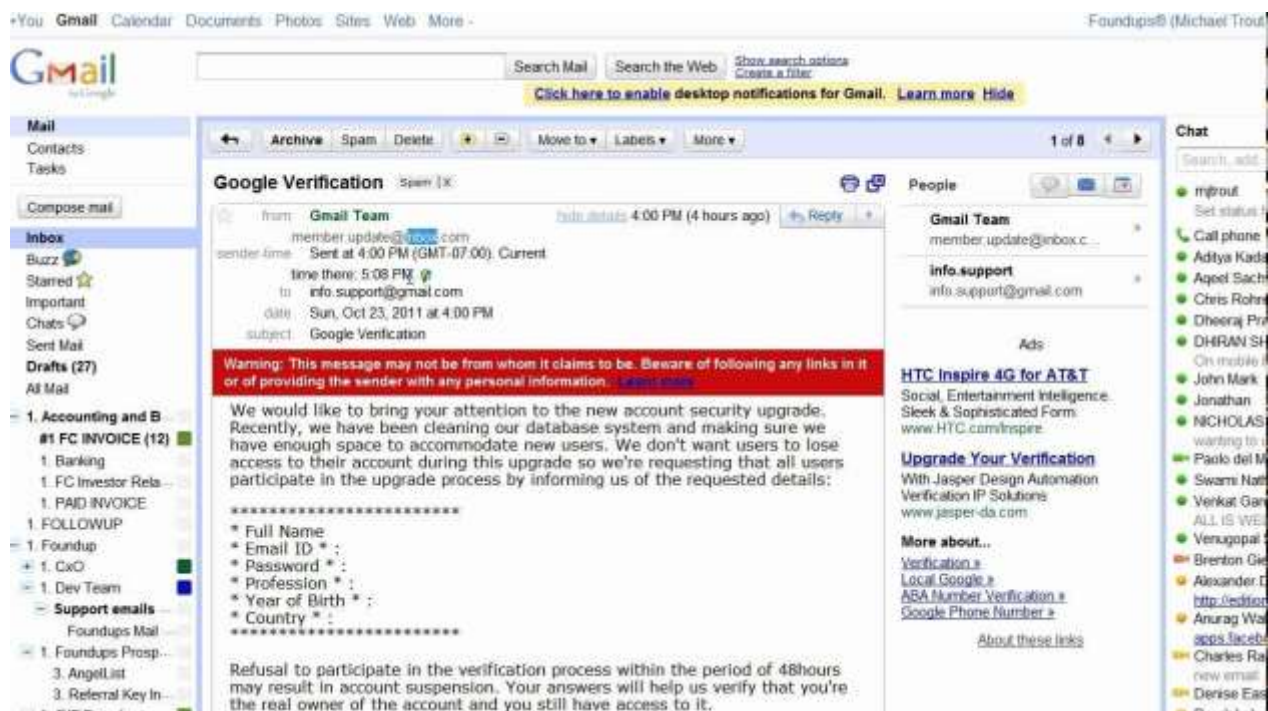 +You Gmail Calendar Documents Photos Sites Web More
Foundups® (Michael Trout
Gmail
by Google
Search Mail Search the Web Show search options
Create a filter
Click here to enable desktop notifications for Gmail. Learn more Hide
Mail
Contacts
Tasks
Compose mail
Inbox
Buzz
Starred
Important
Chats
Sent Mail
Drafts (27)
All Mail
1. Accounting and B
#1 FC INVOICE (12)
1. Banking
1. FC Investor Rela...
1. PAID INVOICE
1. FOLLOWUP
1. Foundup
1. CxO
1. Dev Team
Support emails
Foundups Mail
1. Foundups Prosp...
3. AngelList
3. Referral Key In...
Archive Spam Delete Move to Labels More
1 of 8
Google Verification Spam X
from Gmail Team hide details 4:00 PM (4 hours ago) Reply
member.update@inbox.com
sender-time Sent at 4:00 PM (GMT-07:00). Current
time there: 5:08 PM
to info.support@gmail.com
date Sun, Oct 23, 2011 at 4:00 PM
subject Google Verification
Warning: This message may not be from whom it claims to be. Beware of following any links in it
or of providing the sender with any personal information. Learn more
We would like to bring your attention to the new account security upgrade.
Recently, we have been cleaning our database system and making sure we
have enough space to accommodate new users. We don't want users to lose
access to their account during this upgrade so we're requesting that all users
participate in the upgrade process by informing us of the requested details:
************************
* Full Name
* Email ID * :
* Password * :
* Profession * :
* Year of Birth * :
* Country * :
************************
Refusal to participate in the verification process within the period of 48hours
may result in account suspension. Your answers will help us verify that you're
the real owner of the account and you still have access to it.
People
Gmail Team
member.update@inbox.c...
info.support
info.support@gmail.com
Ads
HTC Inspire 4G for AT&T
Social, Entertainment Intelligence.
Sleek & Sophisticated Form.
www.HTC.com/Inspire
Upgrade Your Verification
With Jasper Design Automation
Verification IP Solutions
www.jasper-da.com
More about...
Verification »
Local Google »
ABA Number Verification »
Google Phone Number »
About these links
Chat
Search, add
mjtrout
Set status
Call phone
Aditya Kada
Aqeel Sach
Chris Rohr
Dheeraj Pra
DHIRAN SH
On mobile
John Mark
Jonathan
NICHOLAS
wanting to
Paolo del M
Swami Nath
Venkat Gan
ALL IS WE
Venugopal
Brenton Gie
Alexander D
http://edition
Anurag Wa
apps.faceb
Charles Ra
new email
Denise Eas